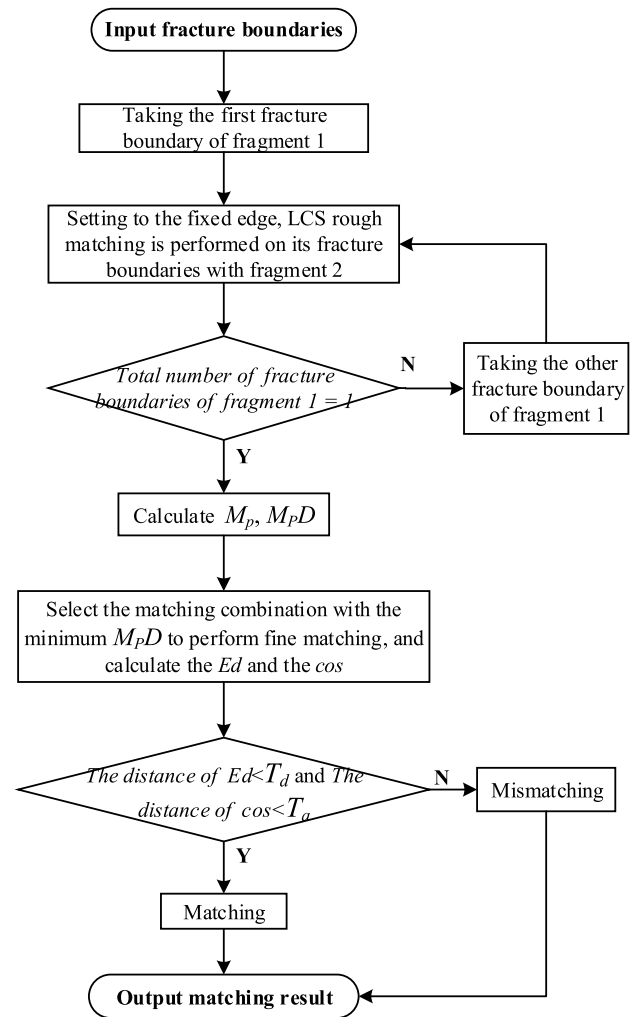 Input fracture boundaries
Taking the first fracture
boundary of fragment 1
Setting to the fixed edge, LCS rough
matching is performed on its fracture
boundaries with fragment 2
Total number of fracture
boundaries of fragment 1 = 1
N
Taking the other
fracture boundary
of fragment 1
Y
Calculate Mp, MPD
Select the matching combination with the
minimum MPD to perform fine matching, and
calculate the Ed and the cos
The distance of Ed<Td and The
distance of cos<Ta
N
Mismatching
Y
Matching
Output matching result